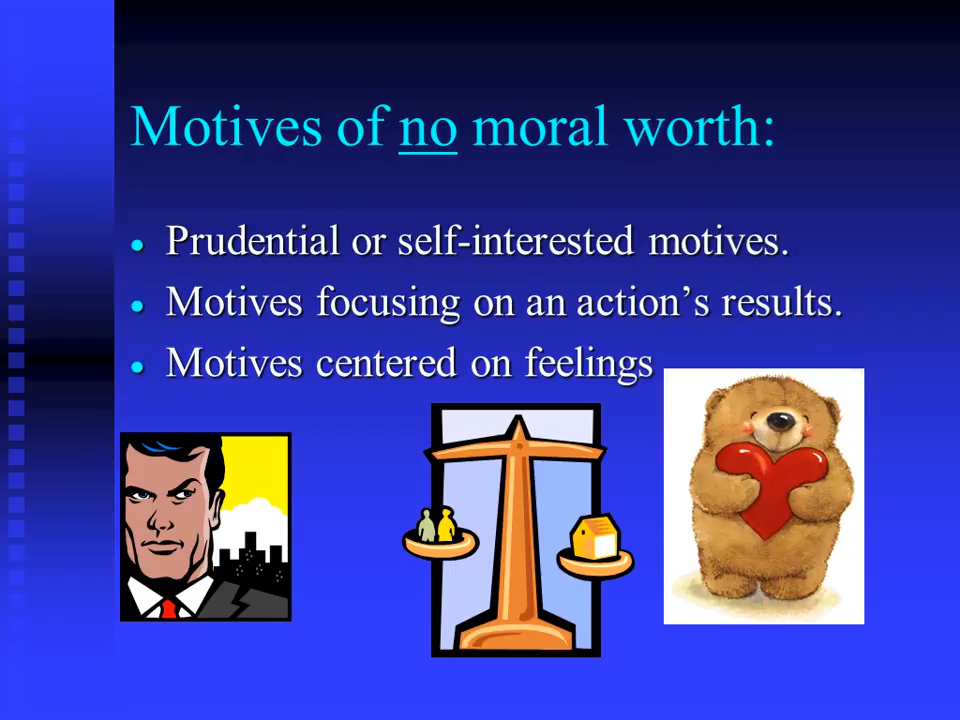 Motives of no moral worth:
• Prudential or self-interested motives.
• Motives focusing on an action’s results.
• Motives centered on feelings